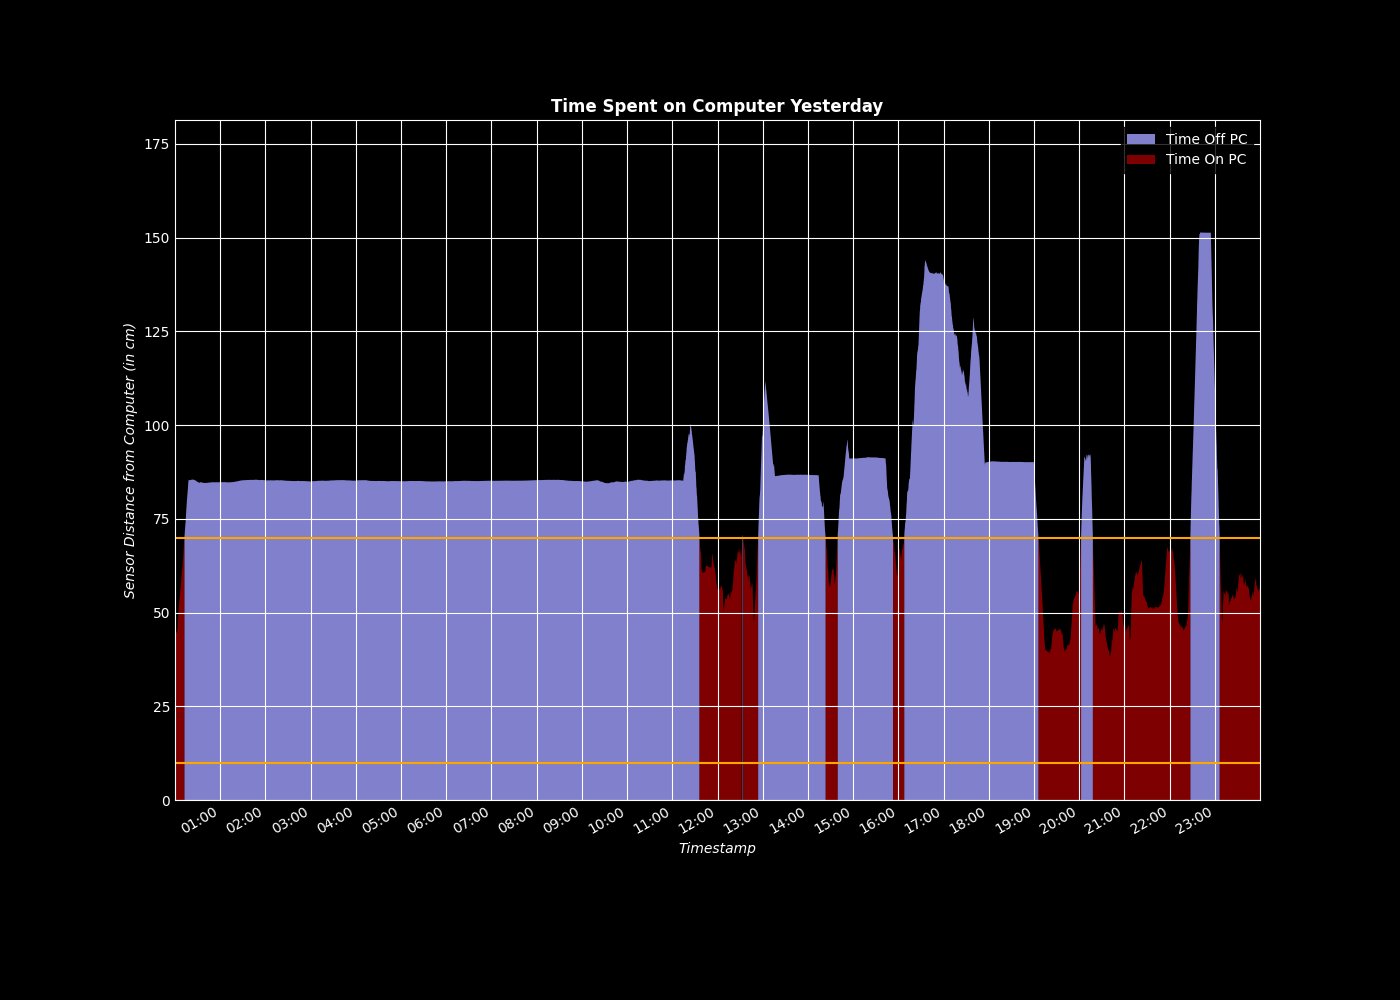 Time Spent on Computer Yesterday
Time Off PC
Time On PC
Sensor Distance from Computer (in cm)
175
150
125
100
75
50
25
0
01:00 02:00 03:00 04:00 05:00 06:00 07:00 08:00 09:00 10:00 11:00 12:00 13:00 14:00 15:00 16:00 17:00 18:00 19:00 20:00 21:00 22:00 23:00
Timestamp